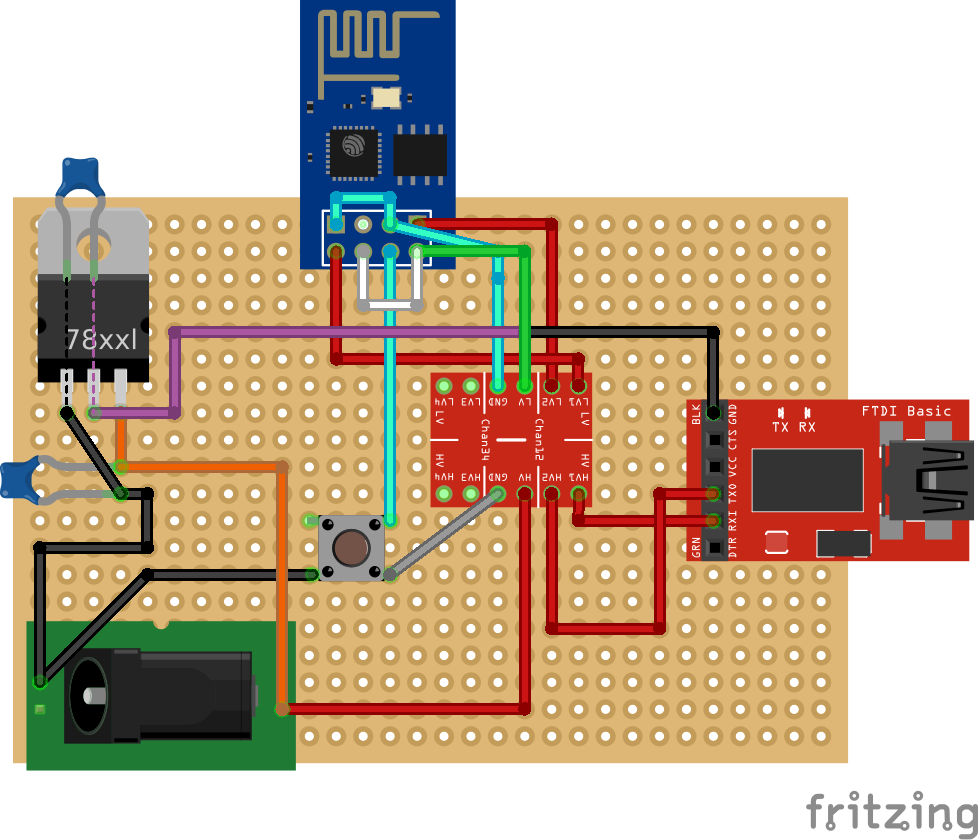 78xxl
LV4
LV3
GND
LV
LV2
LV1
LV
Chan34
Chan12
LV
HV
HV
HV4
HV3
GND
HV
HV2
HV1
BLK
GND
CTS
VCC
TXO
RXI
DTR
GRN
TX RX
FTDI Basic
fritzing